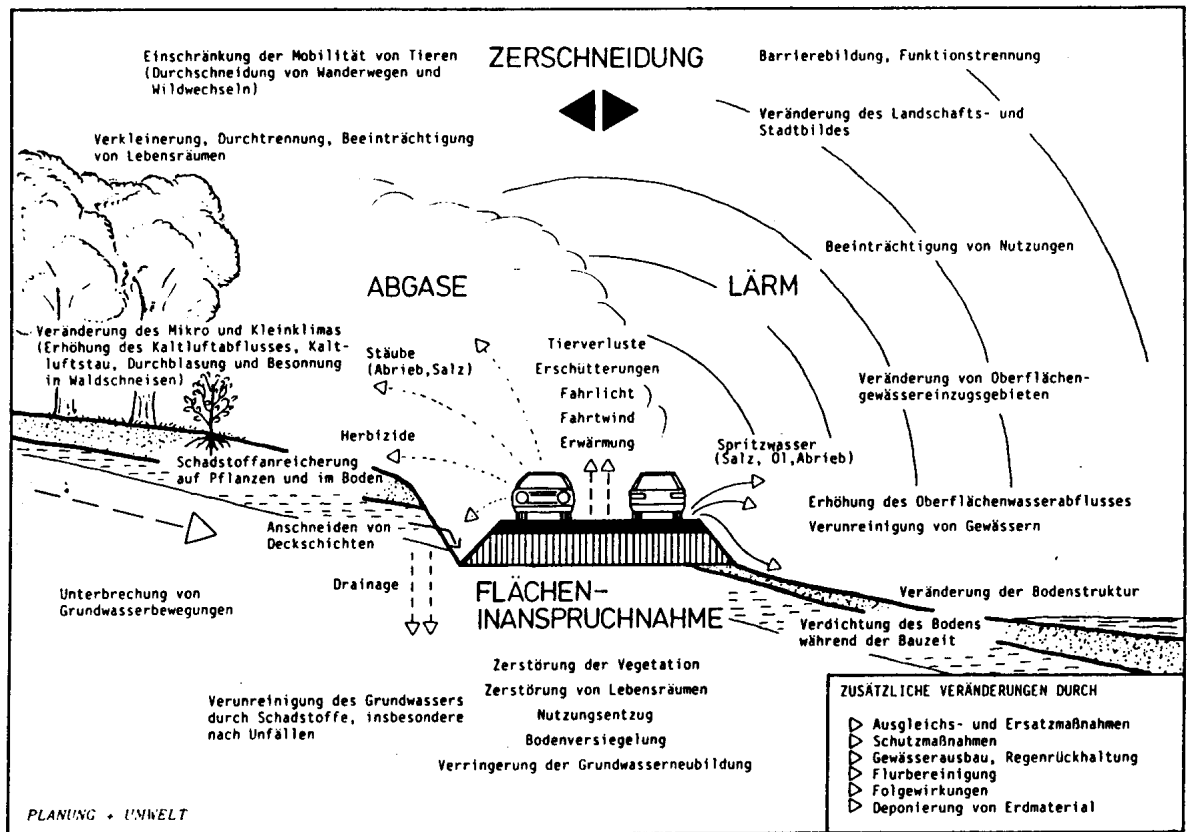 Einschränkung der Mobilität von Tieren
(Durchschneidung von Wanderwegen und
Wildwechseln)
ZERSCHNEIDUNG
Barrierebildung, Funktionstrennung
Veränderung des Landschafts- und
Stadtbildes
Verkleinerung, Durchtrennung, Beeinträchtigung
von Lebensräumen
Beeinträchtigung von Nutzungen
ABGASE
LÄRM
Veränderung des Mikro und Kleinklimas
(Erhöhung des Kaltluftabflusses, Kalt-
luftstau, Durchblasung und Besonnung
in Waldschneisen)
Stäube
(Abrieb,Salz)
Tierverluste
Erschütterungen
Fahrlicht
Fahrtwind
Erwärmung
Veränderung von Oberflächen-
gewässereinzugsgebieten
Herbizide
Spritzwasser
(Salz, Öl,Abrieb)
Schadstoffanreicherung
auf Pflanzen und im Boden
Erhöhung des Oberflächenwasserabflusses
Verunreinigung von Gewässern
Anschneiden von
Deckschichten
Drainage
Unterbrechung von
Grundwasserbewegungen
FLÄCHEN-
INANSPRUCHNAHME
Veränderung der Bodenstruktur
Verdichtung des Bodens
während der Bauzeit
Zerstörung der Vegetation
Zerstörung von Lebensräumen
Nutzungsentzug
Bodenversiegelung
Verringerung der Grundwasserneubildung
Verunreinigung des Grundwassers
durch Schadstoffe, insbesondere
nach Unfällen
ZUSÄTZLICHE VERÄNDERUNGEN DURCH
Ausgleichs- und Ersatzmaßnahmen
Schutzmaßnahmen
Gewässerausbau, Regenrückhaltung
Flurbereinigung
Folgewirkungen
Deponierung von Erdmaterial
PLANUNG + UMWELT